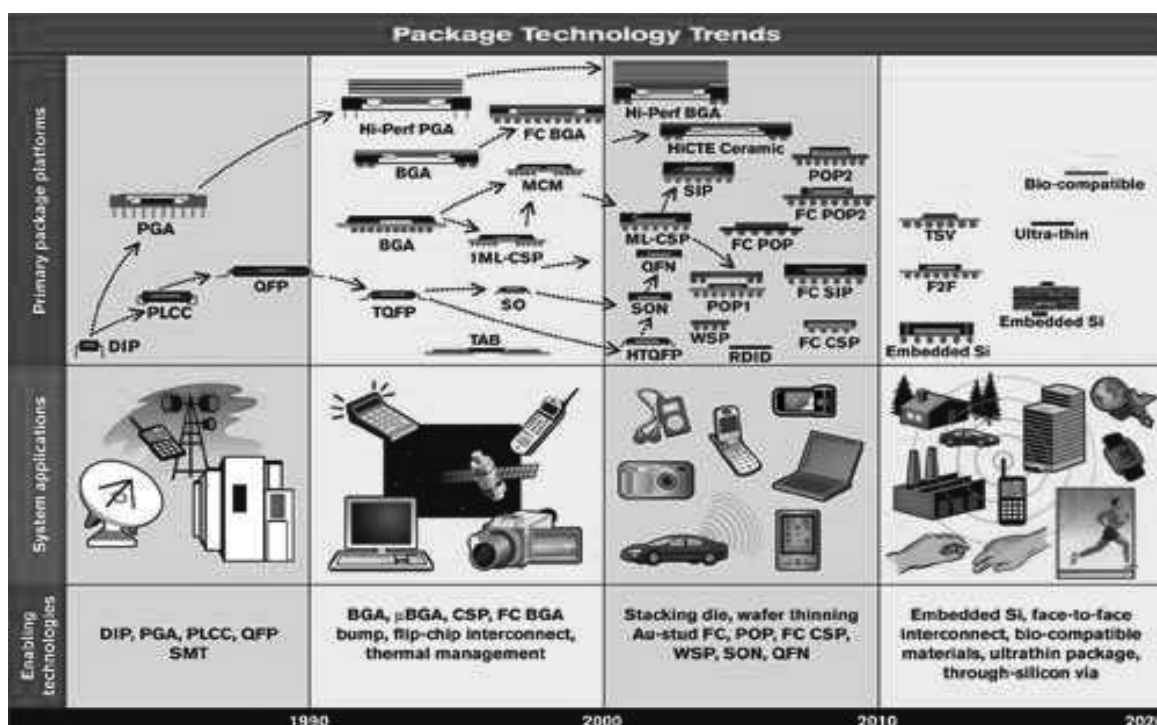 Package Technology Trends
Primary package platforms
Hi-Perf PGA
FC BGA
BGA
MCM
BGA
ML-CSP
PGA
QFP
PLCC
DIP
TQFP
SO
TAB
Hi-Perf BGA
HiCTE Ceramic
POP2
SIP
FC POP2
ML-CSP
FC POP
QFN
POP1
FC SIP
SON
WSP
FC CSP
HTQFP
RDID
Bio-compatible
TSV
Ultra-thin
F2F
Embedded Si
Embedded Si
System applications
Enabling
technologies
DIP, PGA, PLCC, QFP
SMT
BGA, µBGA, CSP, FC BGA
bump, flip-chip interconnect,
thermal management
Stacking die, wafer thinning
Au-stud FC, POP, FC CSP,
WSP, SON, QFN
Embedded Si, face-to-face
interconnect, bio-compatible
materials, ultrathin package,
through-silicon via
1990
2000
2010